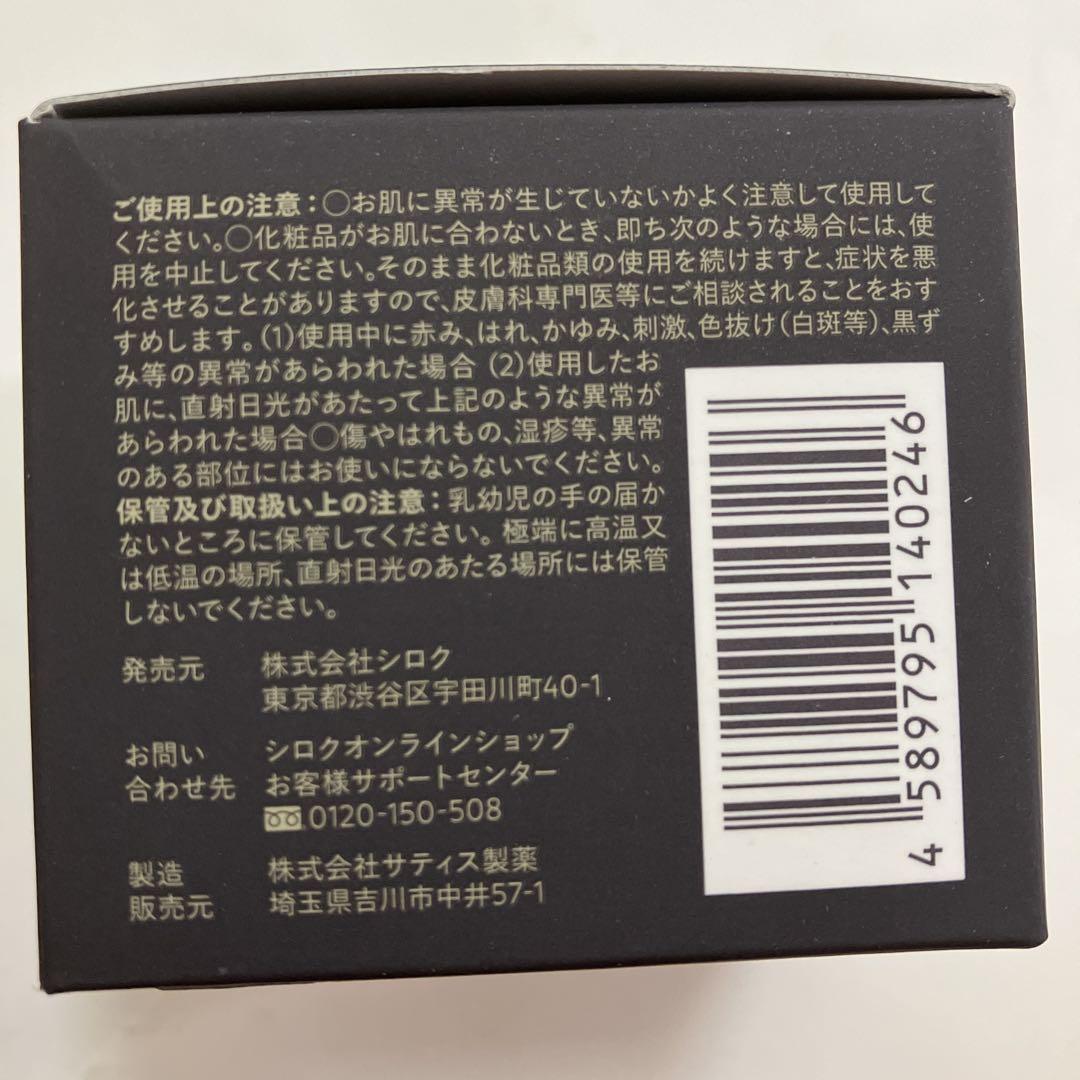 ご使用上の注意:○お肌に異常が生じていないかよく注意して使用して
ください。○化粧品がお肌に合わないとき、即ち次のような場合には、使
用を中止してください。そのまま化粧品類の使用を続けますと、症状を悪
化させることがありますので、皮膚科専門医等にご相談されることをおす
すめします。(1)使用中に赤み、はれ、かゆみ、刺激、色抜け(白斑等)、黒ず
み等の異常があらわれた場合 (2)使用したお
肌に、直射日光があたって上記のような異常が
あらわれた場合○傷やはれもの、湿疹等、異常
のある部位にはお使いにならないでください。
保管及び取扱い上の注意:乳幼児の手の届か
ないところに保管してください。極端に高温又
は低温の場所、直射日光のあたる場所には保管
しないでください。
発売元 株式会社シロク
東京都渋谷区宇田川町40-1
お問い シロクオンラインショップ
合わせ先 お客様サポートセンター
0120-150-508
製造 株式会社サティス製薬
販売元 埼玉県吉川市中井57-1
4 589795 140246